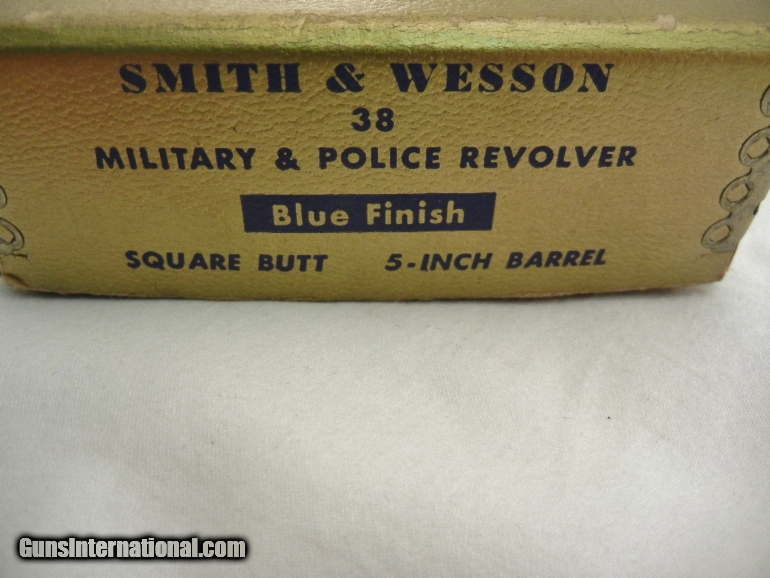 SMITH & WESSON
38
MILITARY & POLICE REVOLVER
Blue Finish
SQUARE BUTT 5-INCH BARREL
GunsInternational.com